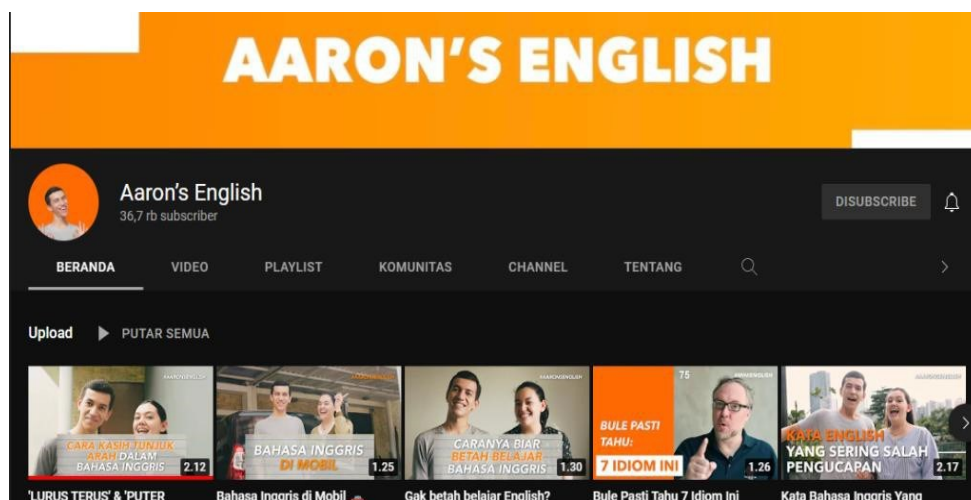 AARON'S ENGLISH
Aaron's English
36,7 rb subscriber
DISUBSCRIBE
BERANDA VIDEO PLAYLIST KOMUNITAS CHANNEL TENTANG
Upload PUTAR SEMUA
CARA KASIH TUNJUK
ARAH DALAM
BAHASA INGGRIS
2.12
BAHASA INGGRIS
DI MOBIL
1.25
CARANYA BIAR
BETAH BELAJAR
BAHASA INGGRIS
1.30
75
BULE PASTI
TAHU:
7 IDIOM INI
1.26
KATA ENGLISH
YANG SERING SALAH
PENGUCAPAN
2.17
'LURUS TERUS' & 'PUTER
Bahasa Inggris di Mobil
Gak betah belajar English?
Bule Pasti Tahu 7 Idiom Ini
Kata Bahasa Inggris Yang